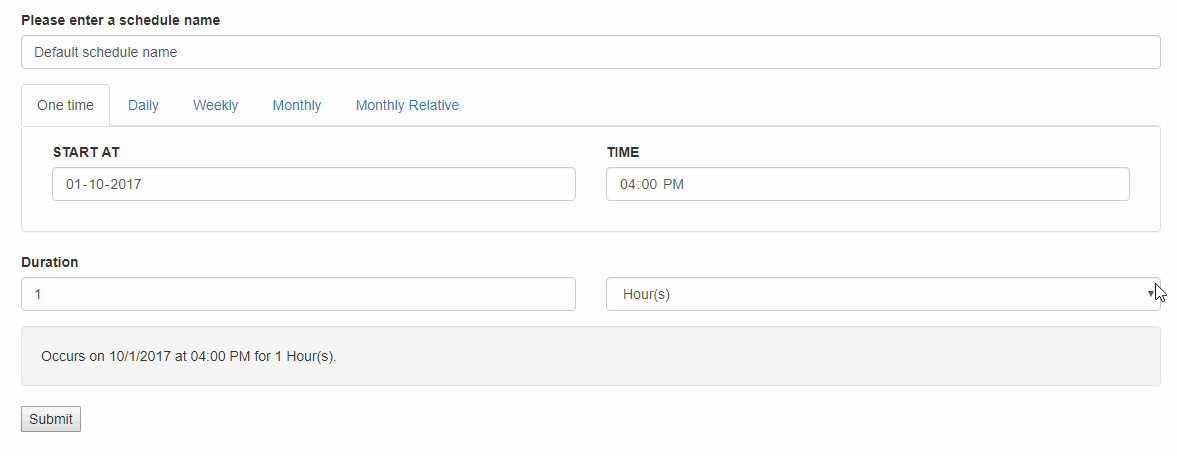 Please enter a schedule name
Default schedule name
One time Daily Weekly Monthly Monthly Relative
START AT TIME
01-10-2017 04:00 PM
Duration
1 Hour(s)
Occurs on 10/1/2017 at 04:00 PM for 1 Hour(s).
Submit